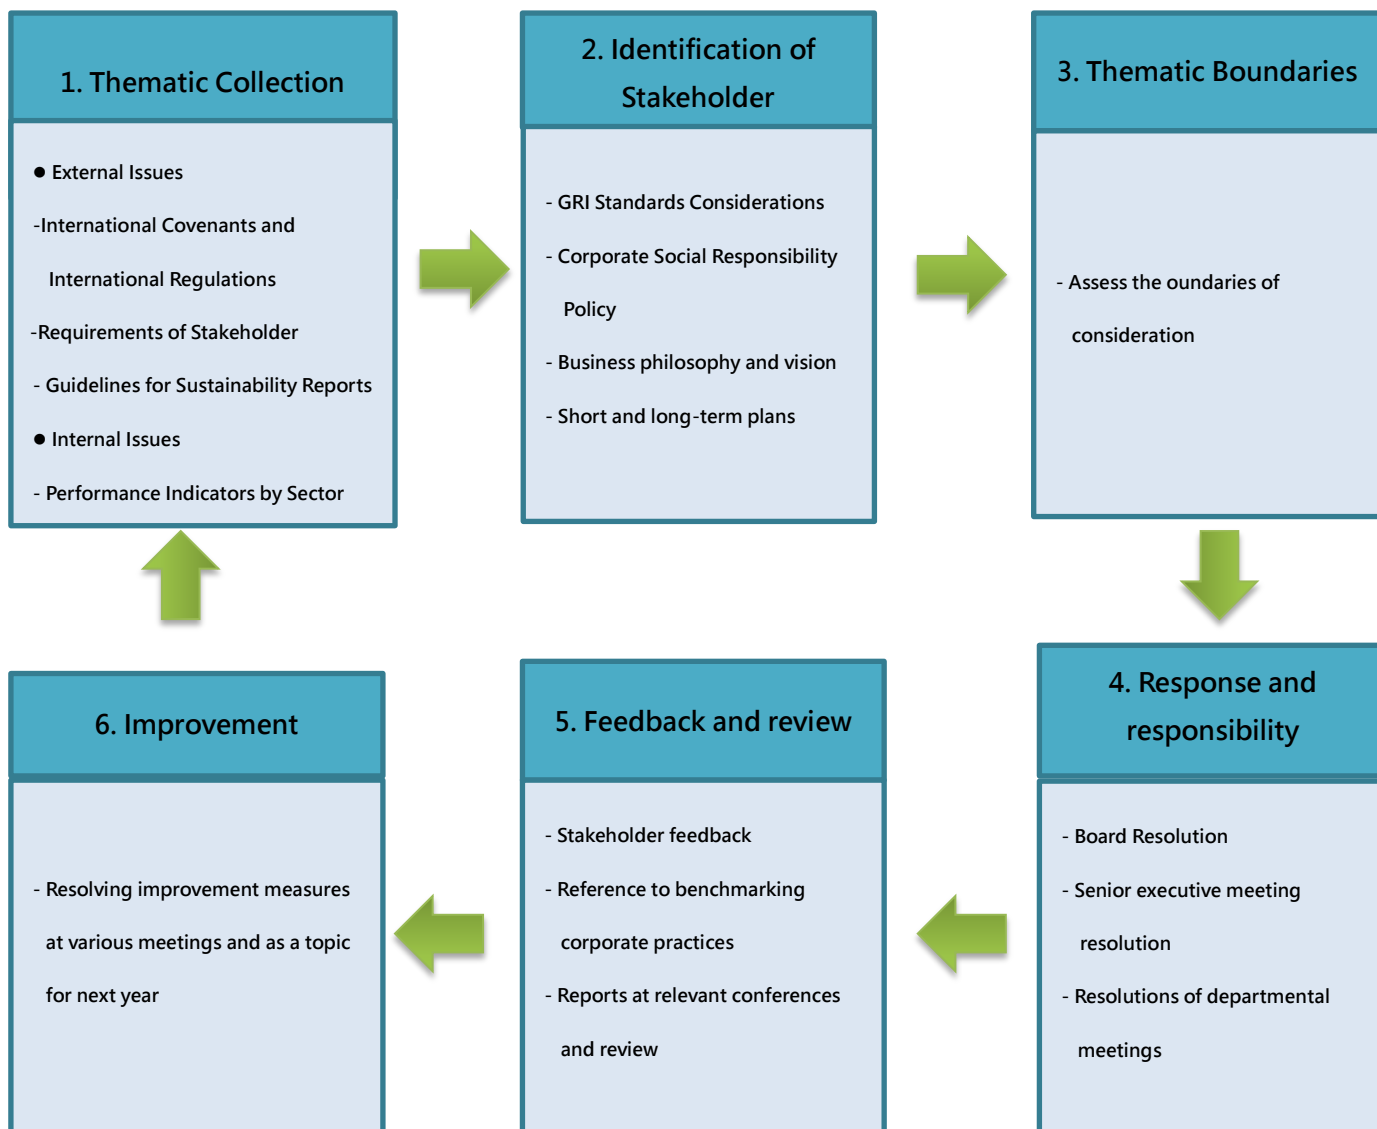 1. Thematic Collection
● External Issues
-International Covenants and
International Regulations
-Requirements of Stakeholder
- Guidelines for Sustainability Reports
● Internal Issues
- Performance Indicators by Sector
2. Identification of
Stakeholder
- GRI Standards Considerations
- Corporate Social Responsibility
Policy
- Business philosophy and vision
- Short and long-term plans
3. Thematic Boundaries
- Assess the oundaries of
consideration
4. Response and
responsibility
- Board Resolution
- Senior executive meeting
resolution
- Resolutions of departmental
meetings
5. Feedback and review
- Stakeholder feedback
- Reference to benchmarking
corporate practices
- Reports at relevant conferences
and review
6. Improvement
- Resolving improvement measures
at various meetings and as a topic
for next year